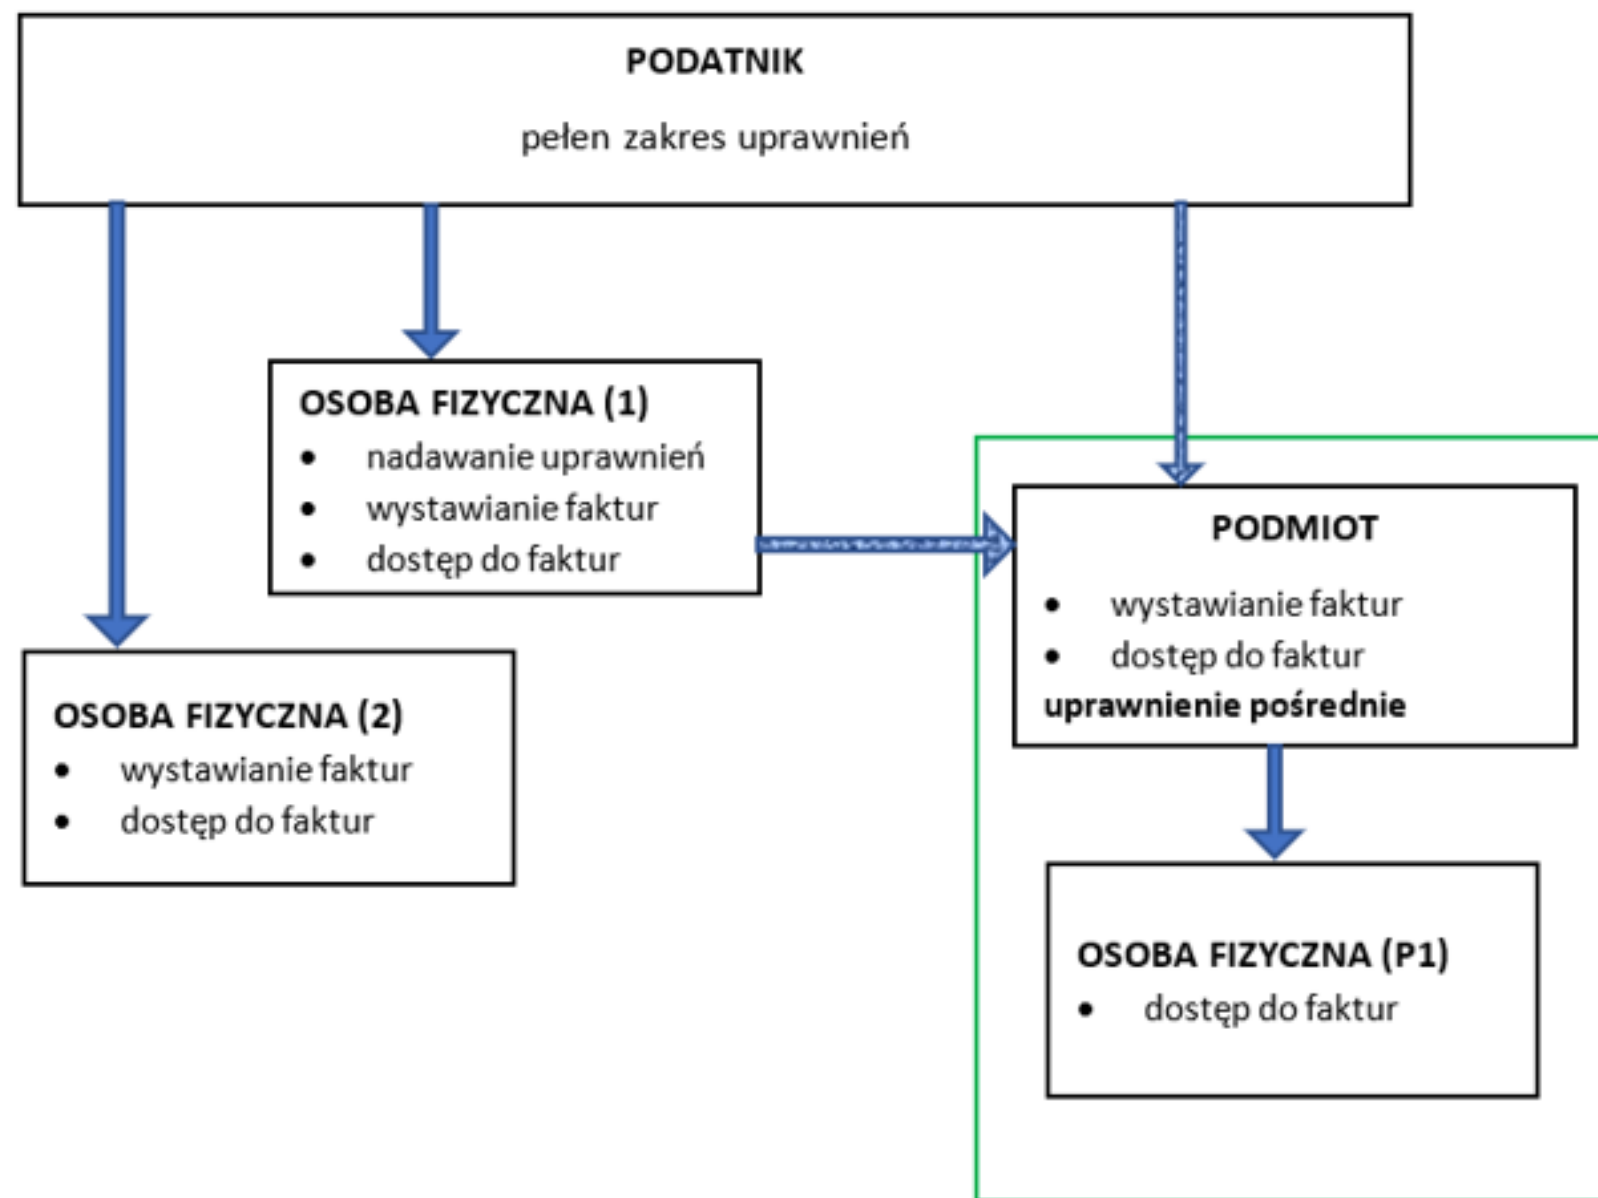 PODATNIK
pełen zakres uprawnień
OSOBA FIZYCZNA (1)
• nadawanie uprawnień
• wystawianie faktur
• dostęp do faktur
PODMIOT
• wystawianie faktur
• dostęp do faktur
uprawnienie pośrednie
OSOBA FIZYCZNA (2)
• wystawianie faktur
• dostęp do faktur
OSOBA FIZYCZNA (P1)
• dostęp do faktur